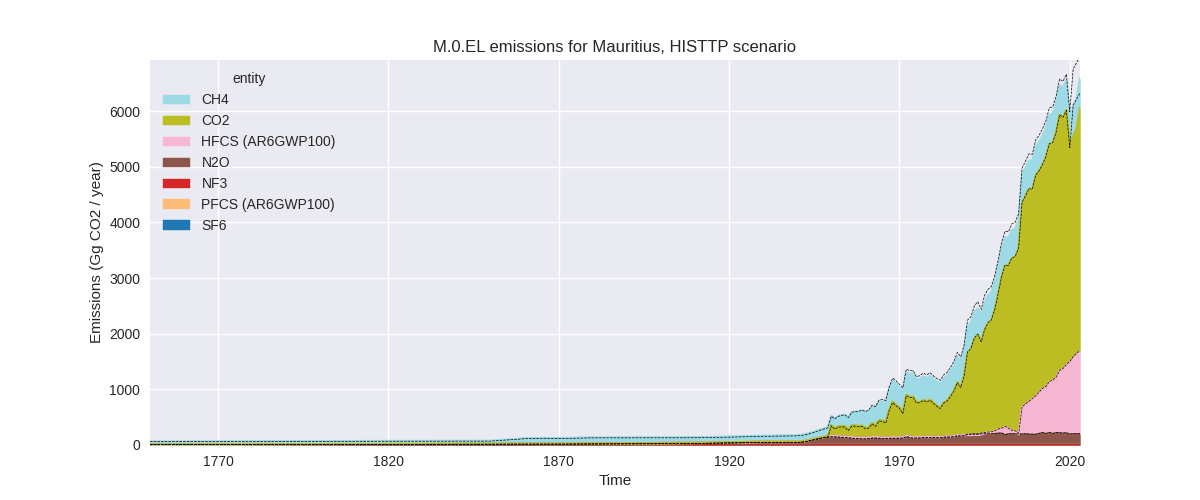 M.0.EL emissions for Mauritius, HISTTP scenario
entity
CH4
CO2
HFCS (AR6GWP100)
N2O
NF3
PFCS (AR6GWP100)
SF6
Emissions (Gg CO2 / year)
6000
5000
4000
3000
2000
1000
0
1770
1820
1870
1920
1970
2020
Time